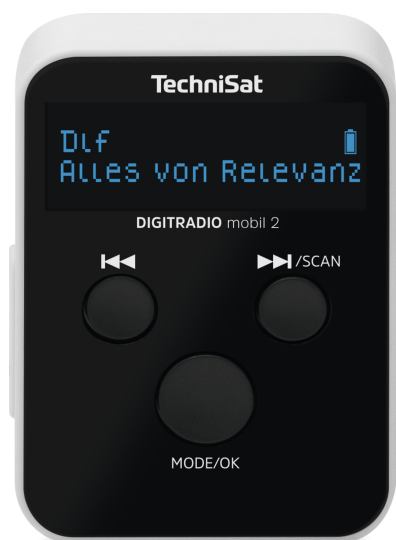 TechniSat
Dlf
Alles von Relevanz
DIGITRADIO mobil 2
/SCAN
MODE/OK